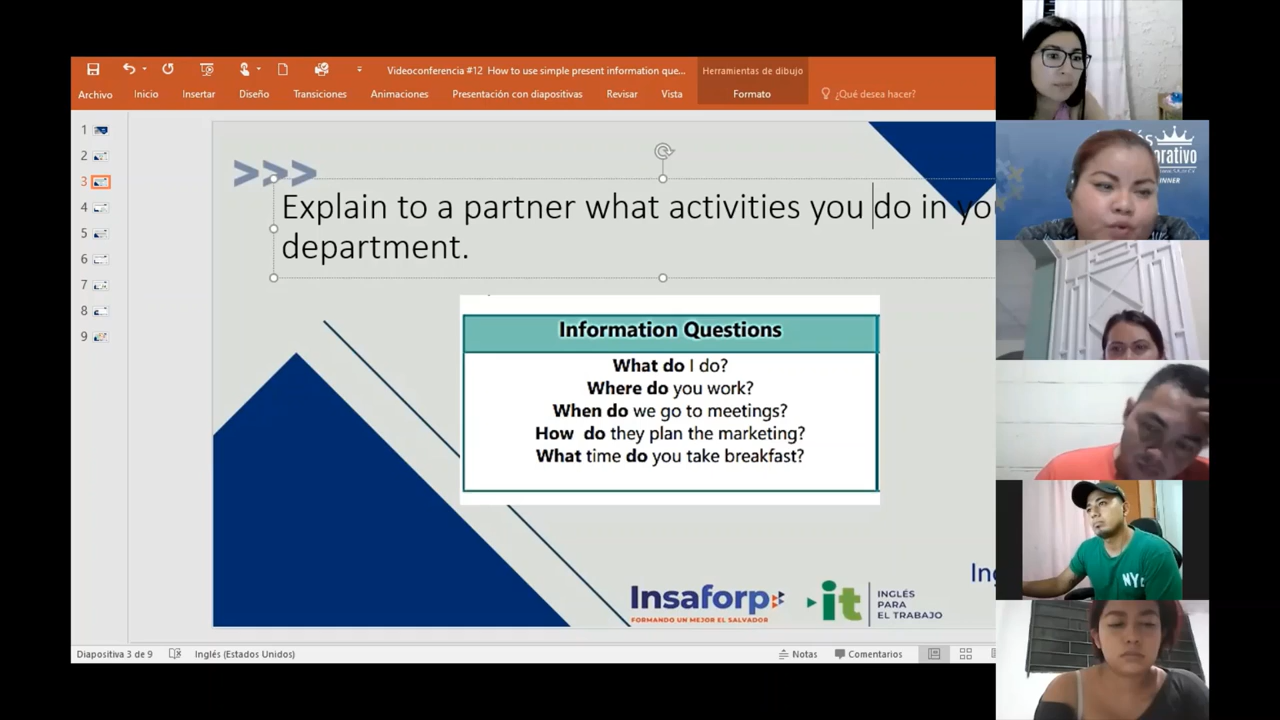 Videoconferencia #12 How to use simple present information que...
Herramientas de dibujo
Archivo Inicio Insertar Diseño Transiciones Animaciones Presentación con diapositivas Revisar Vista Formato ¿Qué desea hacer?
1
2
3
4
5
6
7
8
9
>>>
Explain to a partner what activities you do in
department.
Information Questions
What do I do?
Where do you work?
When do we go to meetings?
How do they plan the marketing?
What time do you take breakfast?
Insaforp
FORMANDO UN MEJOR EL SALVADOR
it
INGLÉS
PARA
EL TRABAJO
Diapositiva 3 de 9 Inglés (Estados Unidos) Notas Comentarios
NYC